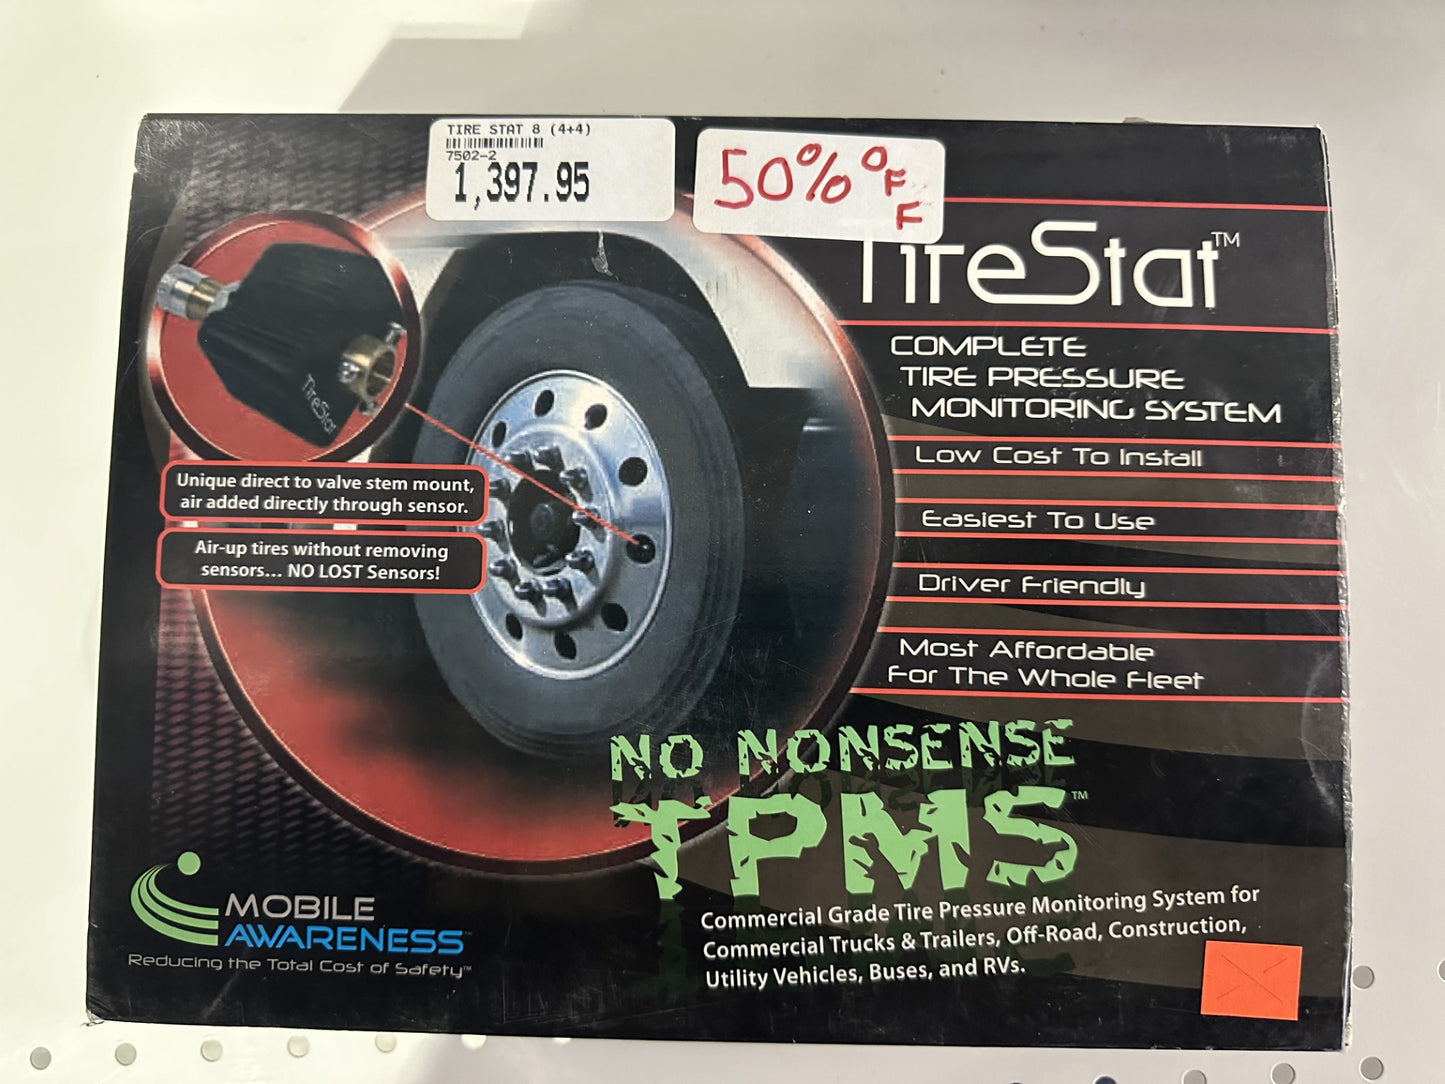 TIRE STAT 8 (4+4)
7502-2
1,397.95
50% OFF
TireStat™
COMPLETE
TIRE PRESSURE
MONITORING SYSTEM
Low Cost To Install
Easiest To Use
Driver Friendly
Most Affordable
For The Whole Fleet
TireStat
Unique direct to valve stem mount,
air added directly through sensor.
Air-up tires without removing
sensors... NO LOST Sensors!
NO NONSENSE
TPMS™
Commercial Grade Tire Pressure Monitoring System for
Commercial Trucks & Trailers, Off-Road, Construction,
Utility Vehicles, Buses, and RVs.
MOBILE
AWARENESS™
Reducing the Total Cost of Safety™